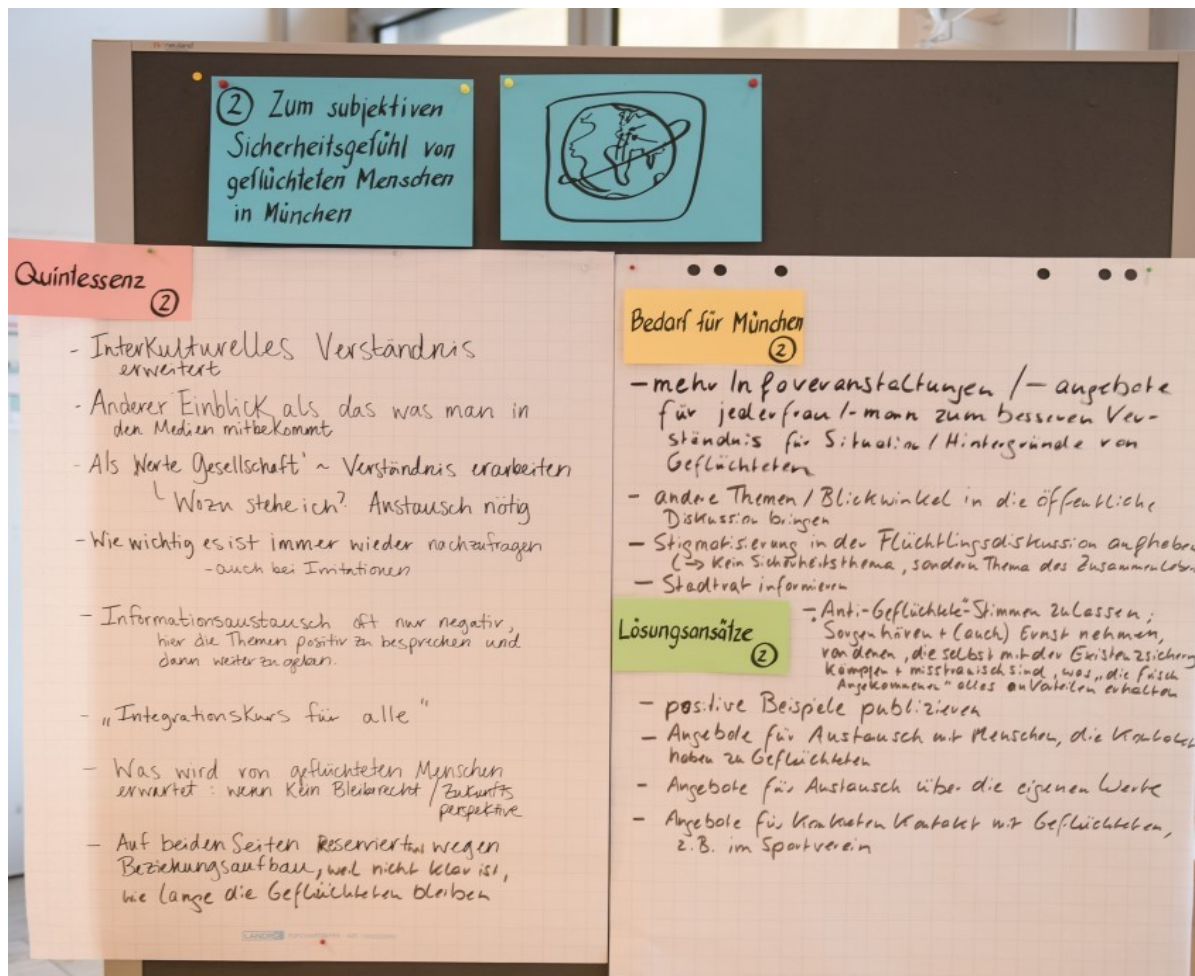 neuland
② Zum subjektiven
Sicherheitsgefühl von
geflüchteten Menschen
in München
Quintessenz
②
- Interkulturelles Verständnis
erweitert
- Anderer Einblick als das was man in
den Medien mitbekommt
- Als Werte Gesellschaft ~ Verständnis erarbeiten
Wozu stehe ich? Austausch nötig
- Wie wichtig es ist immer wieder nachzufragen
- auch bei Irritationen
- Informationsaustausch oft nur negativ,
hier die Themen positiv zu besprechen und
dann weiter zu geben.
- „Integrationskurs für alle"
- Was wird von geflüchteten Menschen
erwartet: wenn kein Bleiberecht / Zukunfts
perspektive
- Auf beiden Seiten Reserviertheit wegen
Beziehungsaufbau, weil nicht klar ist,
wie lange die Geflüchteten bleiben
Bedarf für München
②
- mehr Infoveranstaltungen / - angebote
für jederfrau/-mann zum besseren Ver-
ständnis für Situation / Hintergründe von
Geflüchteten
- andere Themen / Blickwinkel in die öffentliche
Diskussion bringen
- Stigmatisierung in der Flüchtlingsdiskussion aufheben
(→ Kein Sicherheitsthema, sondern Thema des Zusammenleben
- Stadtrat informieren
Lösungsansätze
②
- Anti-Geflüchtete"-Stimmen zulassen;
Sorgen hören + (auch) Ernst nehmen,
von denen, die selbst mit der Existenzsicherung
kämpfen + misstrauisch sind, was „die frisch
Angekommenen" alles an Vorteilen erhalten
- positive Beispiele publizieren
- Angebote für Austausch mit Menschen, die Kontakte
haben zu Geflüchteten
- Angebote für Austausch über die eigenen Werte
- Angebote für konkreten Kontakt mit Geflüchteten,
z.B. im Sportverein